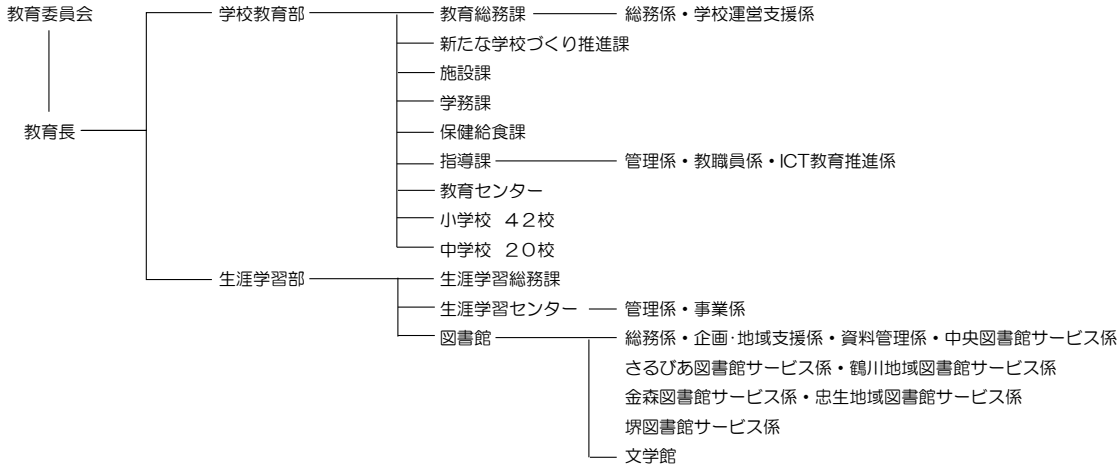 教育委員会 学校教育部 教育総務課 総務係・学校運営支援係
新たな学校づくり推進課
施設課
学務課
教育長 保健給食課
指導課 管理係・教職員係・ICT教育推進係
教育センター
小学校 42校
中学校 20校
生涯学習部 生涯学習総務課
生涯学習センター 管理係・事業係
図書館 総務係・企画・地域支援係・資料管理係・中央図書館サービス係
さるびあ図書館サービス係・鶴川地域図書館サービス係
金森図書館サービス係・忠生地域図書館サービス係
堺図書館サービス係
文学館